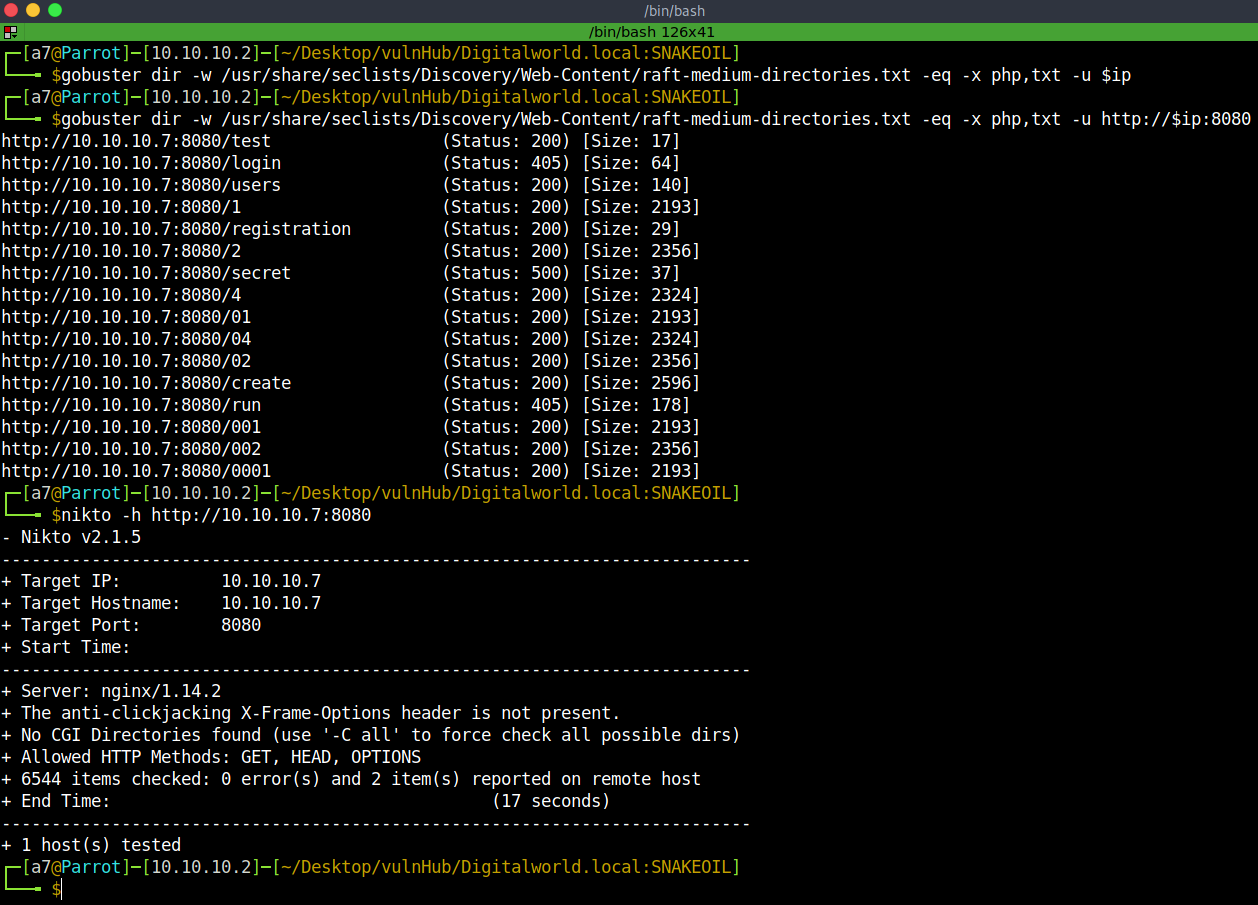 /bin/bash
/bin/bash 126x41
┌─[a7@Parrot]─[10.10.10.2]─[~/Desktop/vulnHub/Digitalworld.local:SNAKEOIL]
└──╼ $gobuster dir -w /usr/share/seclists/Discovery/Web-Content/raft-medium-directories.txt -eq -x php,txt -u $ip
┌─[a7@Parrot]─[10.10.10.2]─[~/Desktop/vulnHub/Digitalworld.local:SNAKEOIL]
└──╼ $gobuster dir -w /usr/share/seclists/Discovery/Web-Content/raft-medium-directories.txt -eq -x php,txt -u http://$ip:8080
http://10.10.10.7:8080/test                 (Status: 200) [Size: 17]
http://10.10.10.7:8080/login                (Status: 405) [Size: 64]
http://10.10.10.7:8080/users                (Status: 200) [Size: 140]
http://10.10.10.7:8080/1                    (Status: 200) [Size: 2193]
http://10.10.10.7:8080/registration         (Status: 200) [Size: 29]
http://10.10.10.7:8080/2                    (Status: 200) [Size: 2356]
http://10.10.10.7:8080/secret               (Status: 500) [Size: 37]
http://10.10.10.7:8080/4                    (Status: 200) [Size: 2324]
http://10.10.10.7:8080/01                   (Status: 200) [Size: 2193]
http://10.10.10.7:8080/04                   (Status: 200) [Size: 2324]
http://10.10.10.7:8080/02                   (Status: 200) [Size: 2356]
http://10.10.10.7:8080/create               (Status: 200) [Size: 2596]
http://10.10.10.7:8080/run                  (Status: 405) [Size: 178]
http://10.10.10.7:8080/001                  (Status: 200) [Size: 2193]
http://10.10.10.7:8080/002                  (Status: 200) [Size: 2356]
http://10.10.10.7:8080/0001                 (Status: 200) [Size: 2193]
┌─[a7@Parrot]─[10.10.10.2]─[~/Desktop/vulnHub/Digitalworld.local:SNAKEOIL]
└──╼ $nikto -h http://10.10.10.7:8080
- Nikto v2.1.5
---------------------------------------------------------------------------
+ Target IP:          10.10.10.7
+ Target Hostname:    10.10.10.7
+ Target Port:        8080
+ Start Time:
---------------------------------------------------------------------------
+ Server: nginx/1.14.2
+ The anti-clickjacking X-Frame-Options header is not present.
+ No CGI Directories found (use '-C all' to force check all possible dirs)
+ Allowed HTTP Methods: GET, HEAD, OPTIONS
+ 6544 items checked: 0 error(s) and 2 item(s) reported on remote host
+ End Time:                                      (17 seconds)
---------------------------------------------------------------------------
+ 1 host(s) tested
┌─[a7@Parrot]─[10.10.10.2]─[~/Desktop/vulnHub/Digitalworld.local:SNAKEOIL]
└──╼ $